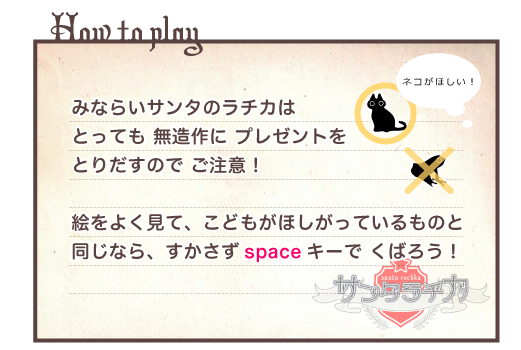 How to play
ネコがほしい！
みならいサンタのラチカは
とっても 無造作に プレゼントを
とりだすので ご注意！
絵をよく見て、こどもがほしがっているものと
同じなら、すかさず space キーで くばろう！
santa rachka
サンタラチカ